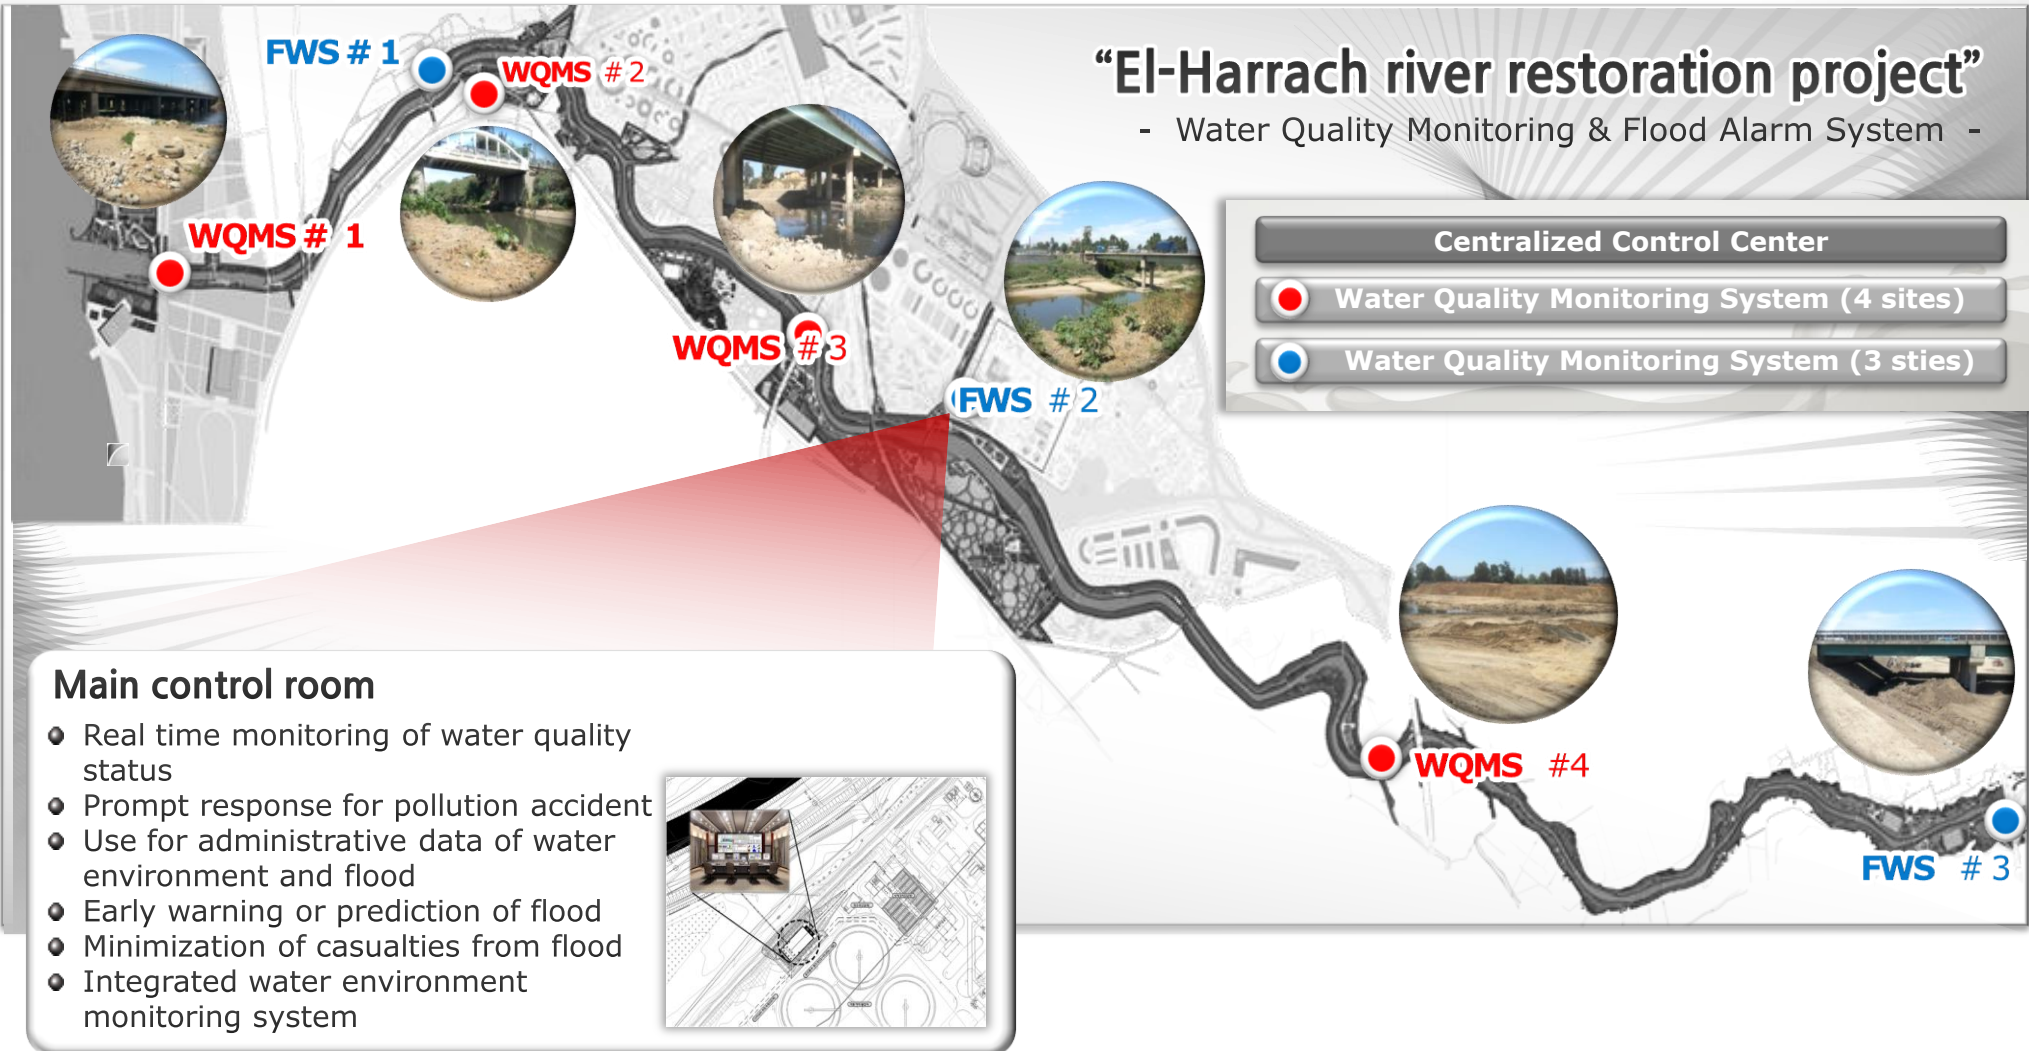 “El-Harrach river restoration project”
- Water Quality Monitoring & Flood Alarm System -
FWS # 1
WQMS # 2
WQMS # 1
WQMS # 3
FWS # 2
Centralized Control Center
Water Quality Monitoring System (4 sites)
Water Quality Monitoring System (3 sties)
WQMS #4
FWS # 3
Main control room
Real time monitoring of water quality
status
Prompt response for pollution accident
Use for administrative data of water
environment and flood
Early warning or prediction of flood
Minimization of casualties from flood
Integrated water environment
monitoring system